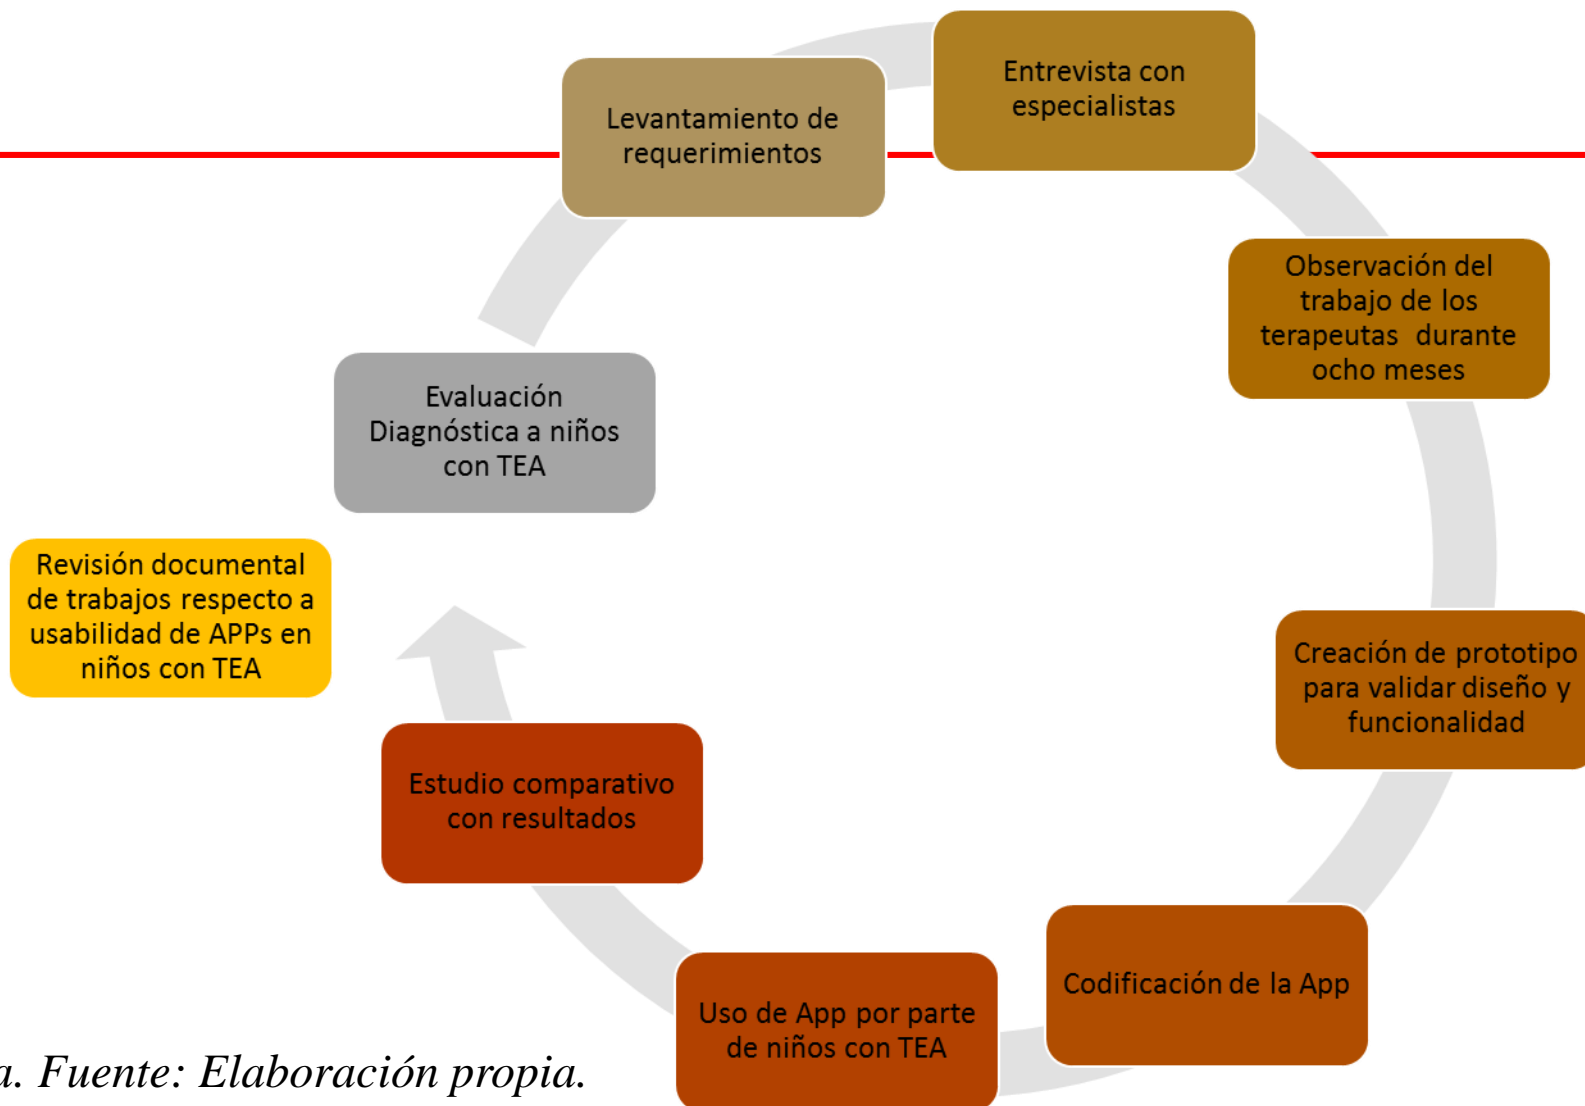 Entrevista con
especialistas
Levantamiento de
requerimientos
Observación del
trabajo de los
terapeutas durante
ocho meses
Evaluación
Diagnóstica a niños
con TEA
Revisión documental
de trabajos respecto a
usabilidad de APPs en
niños con TEA
Creación de prototipo
para validar diseño y
funcionalidad
Estudio comparativo
con resultados
Codificación de la App
Uso de App por parte
de niños con TEA
a. Fuente: Elaboración propia.